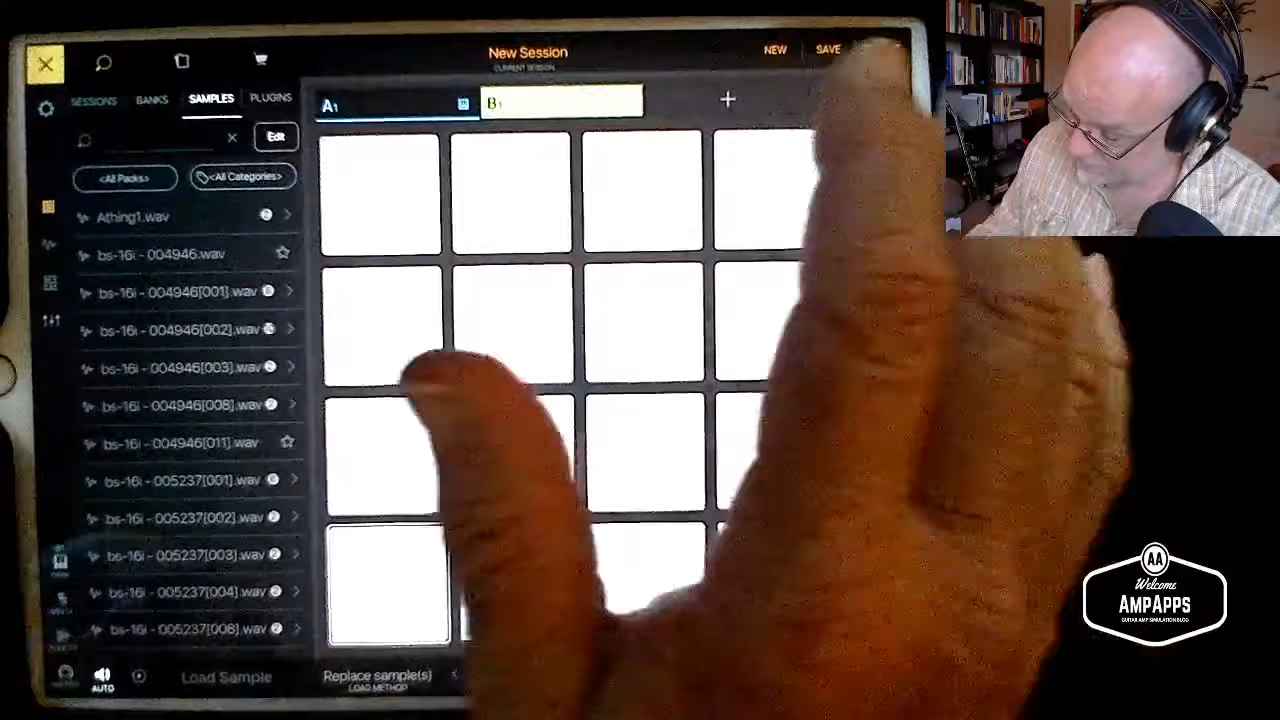 New Session
CURRENT SESSION
NEW
SAVE
SESSIONS
BANKS
SAMPLES
PLUGINS
A1
B1
+
Edit
<All Packs>
<All Categories>
Athing1.wav
bs-16i - 004946.wav
bs-16i - 004946[001].wav
bs-16i - 004946[002].wav
bs-16i - 004946[003].wav
bs-16i - 004946[008].wav
bs-16i - 004946[011].wav
bs-16i - 005237[001].wav
bs-16i - 005237[002].wav
bs-16i - 005237[003].wav
bs-16i - 005237[004].wav
bs-16i - 005237[008].wav
AUTO
Load Sample
Replace sample(s)
LOAD METHOD
AA
Welcome
AMPAPPS
GUITAR AMP SIMULATION BLOG